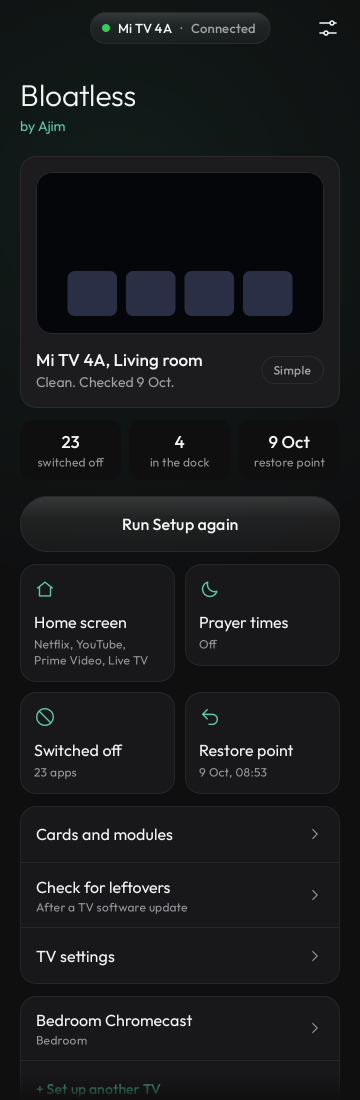 Mi TV 4A · Connected
Bloatless
by Ajim
Mi TV 4A, Living room
Clean. Checked 9 Oct.
Simple
23
switched off
4
in the dock
9 Oct
restore point
Run Setup again
Home screen
Netflix, YouTube,
Prime Video, Live TV
Prayer times
Off
Switched off
23 apps
Restore point
9 Oct, 08:53
Cards and modules
Check for leftovers
After a TV software update
TV settings
Bedroom Chromecast
Bedroom
+ Set up another TV